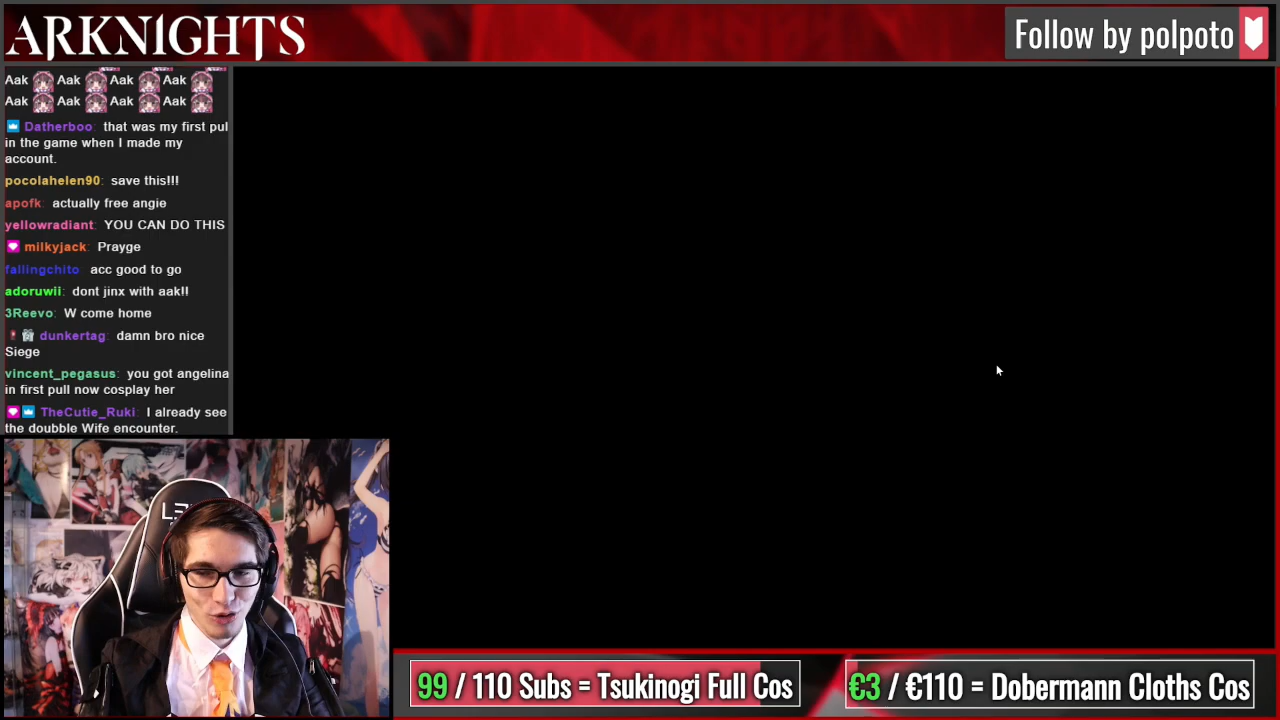 ARKNIGHTS
Follow by polpoto
Aak Aak Aak Aak
Aak Aak Aak Aak
Datherboo: that was my first pul
in the game when I made my
account.
pocolahelen90: save this!!!
apofk: actually free angie
yellowradiant: YOU CAN DO THIS
milkyjack: Prayge
fallingchito: acc good to go
adoruwii: dont jinx with aak!!
3Reevo: W come home
dunkertag: damn bro nice
Siege
vincent_pegasus: you got angelina
in first pull now cosplay her
TheCutie_Ruki: I already see
the doubble Wife encounter.
99 / 110 Subs = Tsukinogi Full Cos
€3 / €110 = Dobermann Cloths Cos